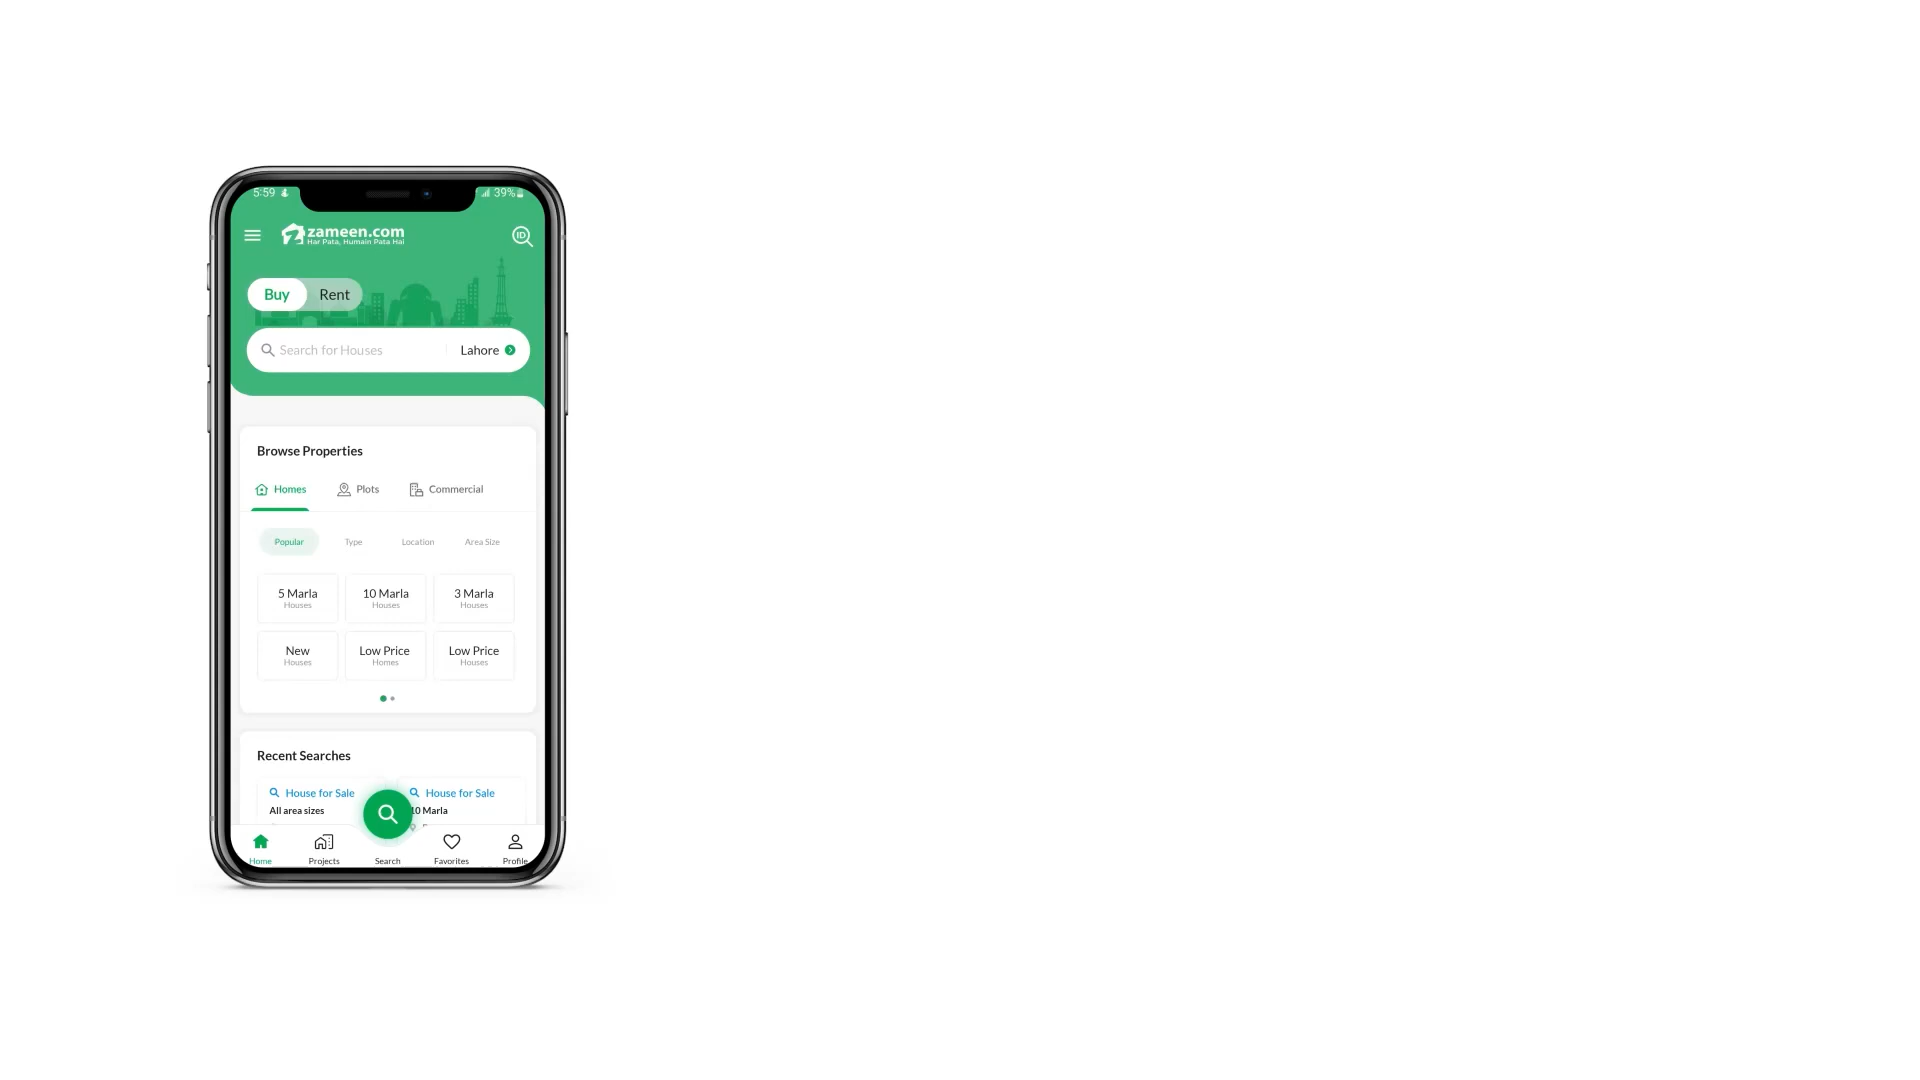 5:59
39%
zameen.com
Har Pata, Humain Pata Hai
ID
Buy Rent
Search for Houses Lahore
Browse Properties
Homes Plots Commercial
Popular Type Location Area Size
5 Marla 10 Marla 3 Marla
Houses Houses Houses
New Low Price Low Price
Houses Homes Houses
Recent Searches
House for Sale House for Sale
All area sizes 10 Marla
Home Projects Search Favorites Profile